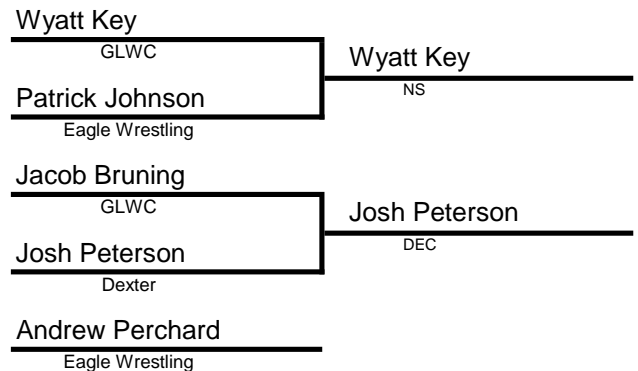 Wyatt Key
GLWC
Patrick Johnson
Eagle Wrestling
Wyatt Key
NS
Jacob Bruning
GLWC
Josh Peterson
Dexter
Josh Peterson
DEC
Andrew Perchard
Eagle Wrestling